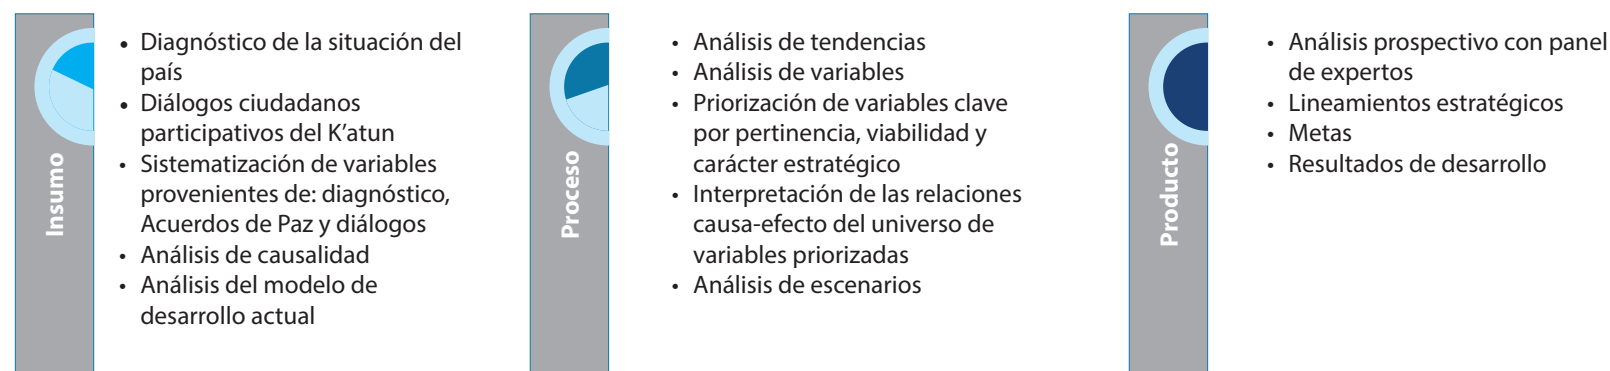 Insumo
• Diagnóstico de la situación del
país
• Diálogos ciudadanos
participativos del K’atun
• Sistematización de variables
provenientes de: diagnóstico,
Acuerdos de Paz y diálogos
• Análisis de causalidad
• Análisis del modelo de
desarrollo actual
Proceso
• Análisis de tendencias
• Análisis de variables
• Priorización de variables clave
por pertinencia, viabilidad y
carácter estratégico
• Interpretación de las relaciones
causa-efecto del universo de
variables priorizadas
• Análisis de escenarios
Producto
• Análisis prospectivo con panel
de expertos
• Lineamientos estratégicos
• Metas
• Resultados de desarrollo